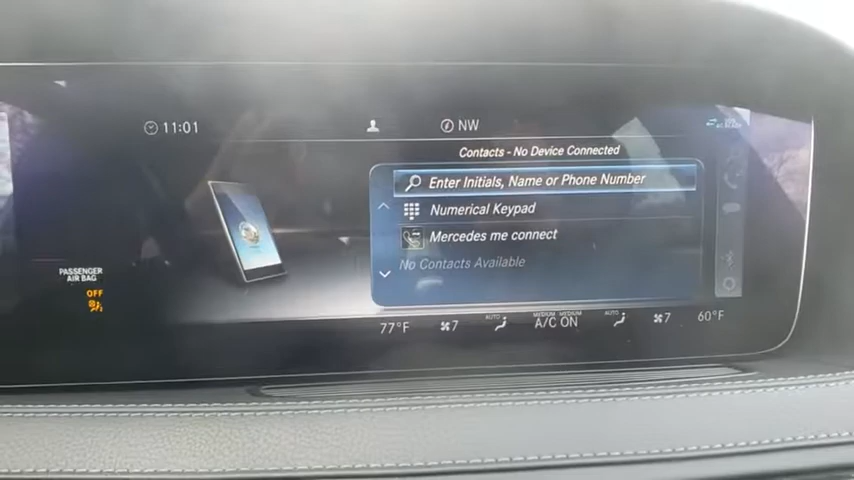 11:01
NW
Contacts - No Device Connected
Enter Initials, Name or Phone Number
Numerical Keypad
Mercedes me connect
No Contacts Available
PASSENGER
AIR BAG
OFF
77°F
7
AUTO
MEDIUM MEDIUM
A/C ON
AUTO
7
60°F